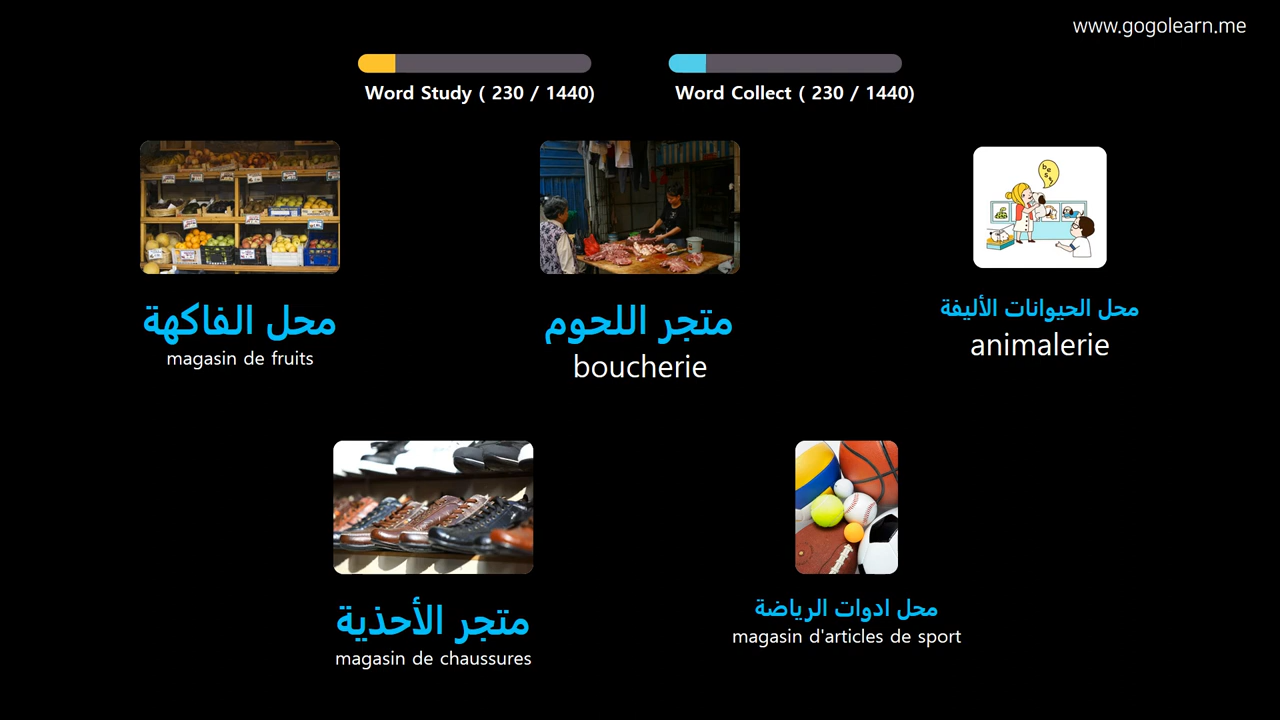 www.gogolearn.me
Word Study ( 230 / 1440)
Word Collect ( 230 / 1440)
محل الفاكهة
magasin de fruits
متجر اللحوم
boucherie
محل الحيوانات الأليفة
animalerie
متجر الأحذية
magasin de chaussures
محل ادوات الرياضة
magasin d'articles de sport